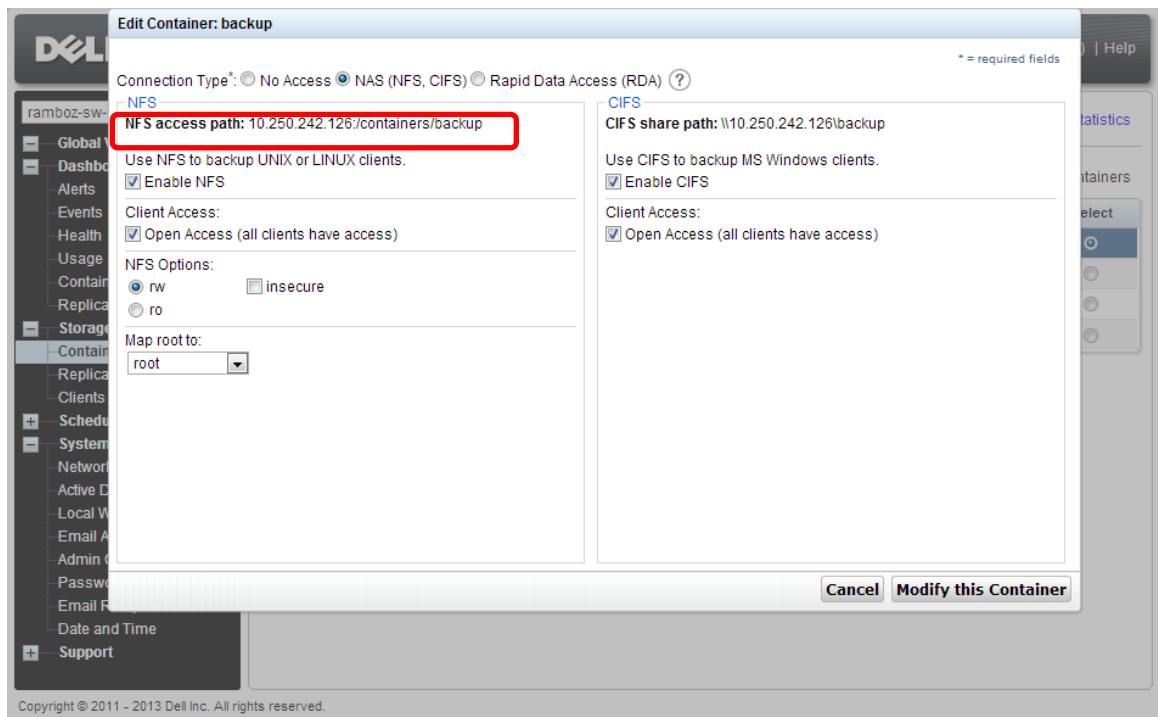 Edit Container: backup
DELL
) | Help
* = required fields
Connection Type*: No Access NAS (NFS, CIFS) Rapid Data Access (RDA) ?
NFS
NFS access path: 10.250.242.126:/containers/backup
Use NFS to backup UNIX or LINUX clients.
Enable NFS
Client Access:
Open Access (all clients have access)
NFS Options:
rw insecure
ro
Map root to:
root
CIFS
CIFS share path: \\10.250.242.126\backup
Use CIFS to backup MS Windows clients.
Enable CIFS
Client Access:
Open Access (all clients have access)
Cancel Modify this Container
ramboz-sw-
Global
Dashbo
Alerts
Events
Health
Usage
Contain
Replica
Storage
Contain
Replica
Clients
Schedu
System
Networ
Active D
Local W
Email A
Admin
Passw
Email R
Date and Time
Support
tatistics
ntainers
elect
Copyright © 2011 - 2013 Dell Inc. All rights reserved.